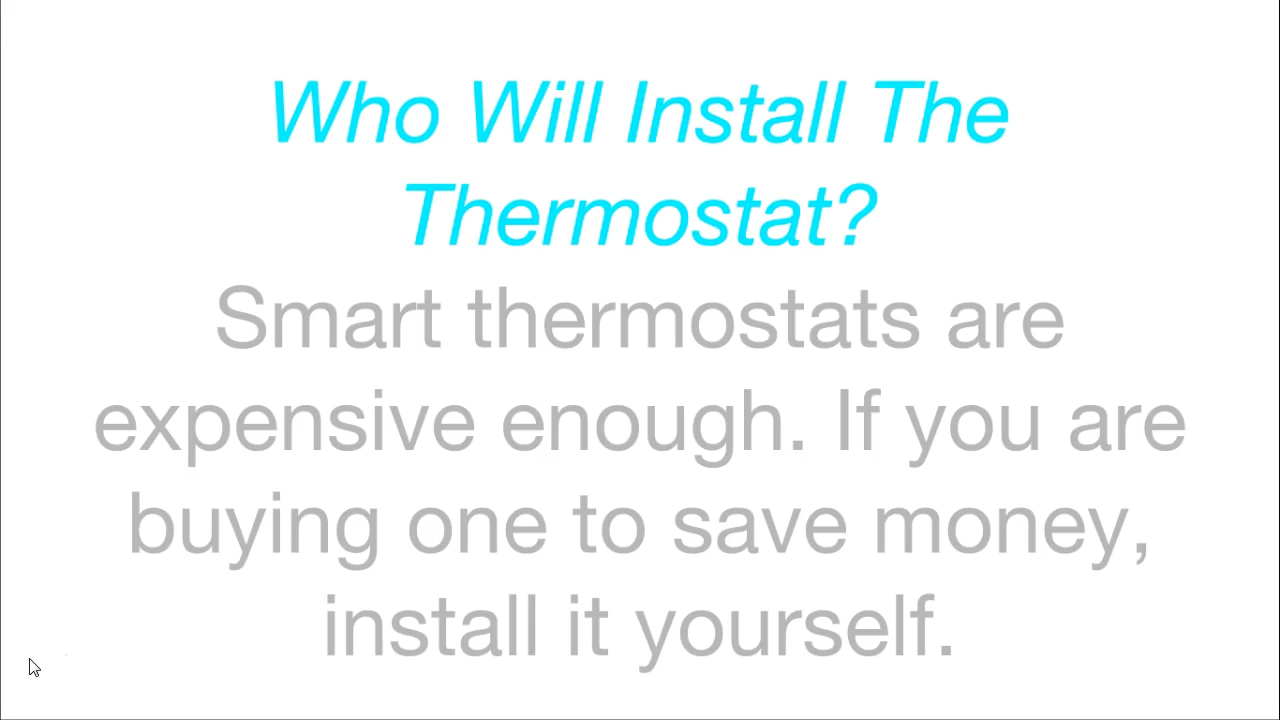 Who Will Install The
Thermostat?
Smart thermostats are
expensive enough. If you are
buying one to save money,
install it yourself.